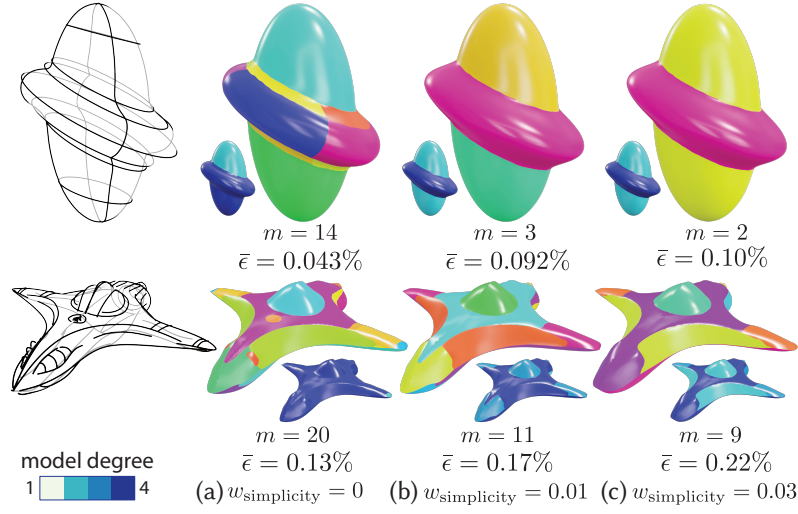 m = 14
ϵ̄ = 0.043%
m = 3
ϵ̄ = 0.092%
m = 2
ϵ̄ = 0.10%
m = 20
ϵ̄ = 0.13%
m = 11
ϵ̄ = 0.17%
m = 9
ϵ̄ = 0.22%
model degree
1 4
(a) w_simplicity = 0
(b) w_simplicity = 0.01
(c) w_simplicity = 0.03